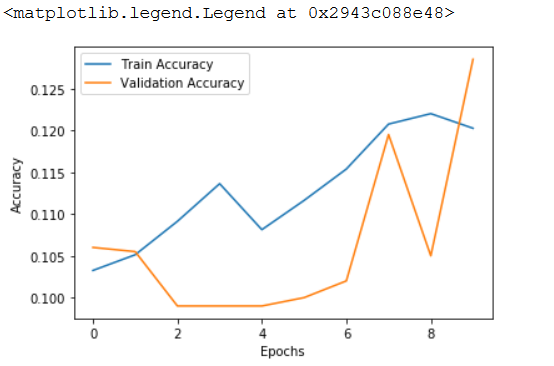 <matplotlib.legend.Legend at 0x2943c088e48>
Train Accuracy
Validation Accuracy
0.125
0.120
0.115
0.110
0.105
0.100
Accuracy
0 2 4 6 8
Epochs